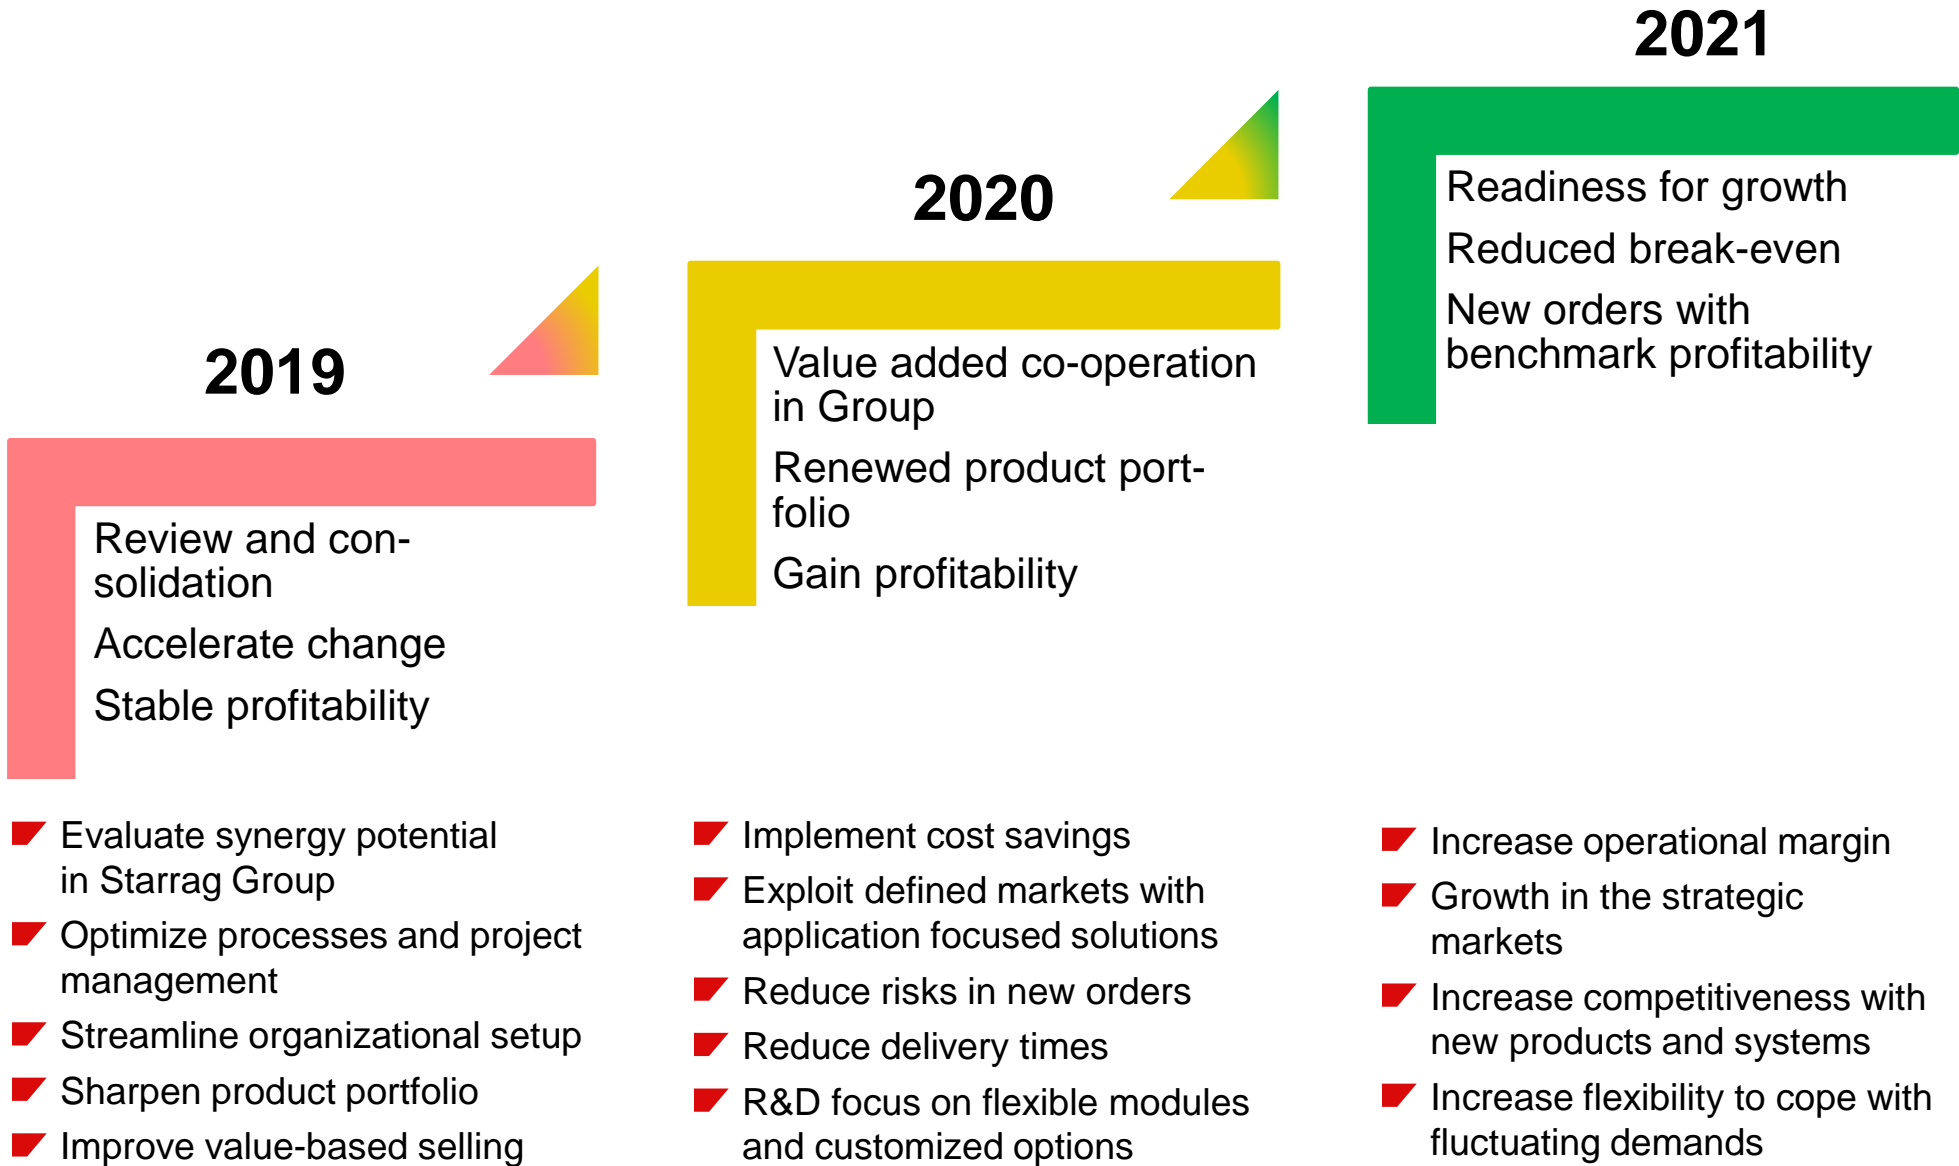 2019
Review and con-
solidation
Accelerate change
Stable profitability
Evaluate synergy potential
in Starrag Group
Optimize processes and project
management
Streamline organizational setup
Sharpen product portfolio
Improve value-based selling
2020
Value added co-operation
in Group
Renewed product port-
folio
Gain profitability
Implement cost savings
Exploit defined markets with
application focused solutions
Reduce risks in new orders
Reduce delivery times
R&D focus on flexible modules
and customized options
2021
Readiness for growth
Reduced break-even
New orders with
benchmark profitability
Increase operational margin
Growth in the strategic
markets
Increase competitiveness with
new products and systems
Increase flexibility to cope with
fluctuating demands